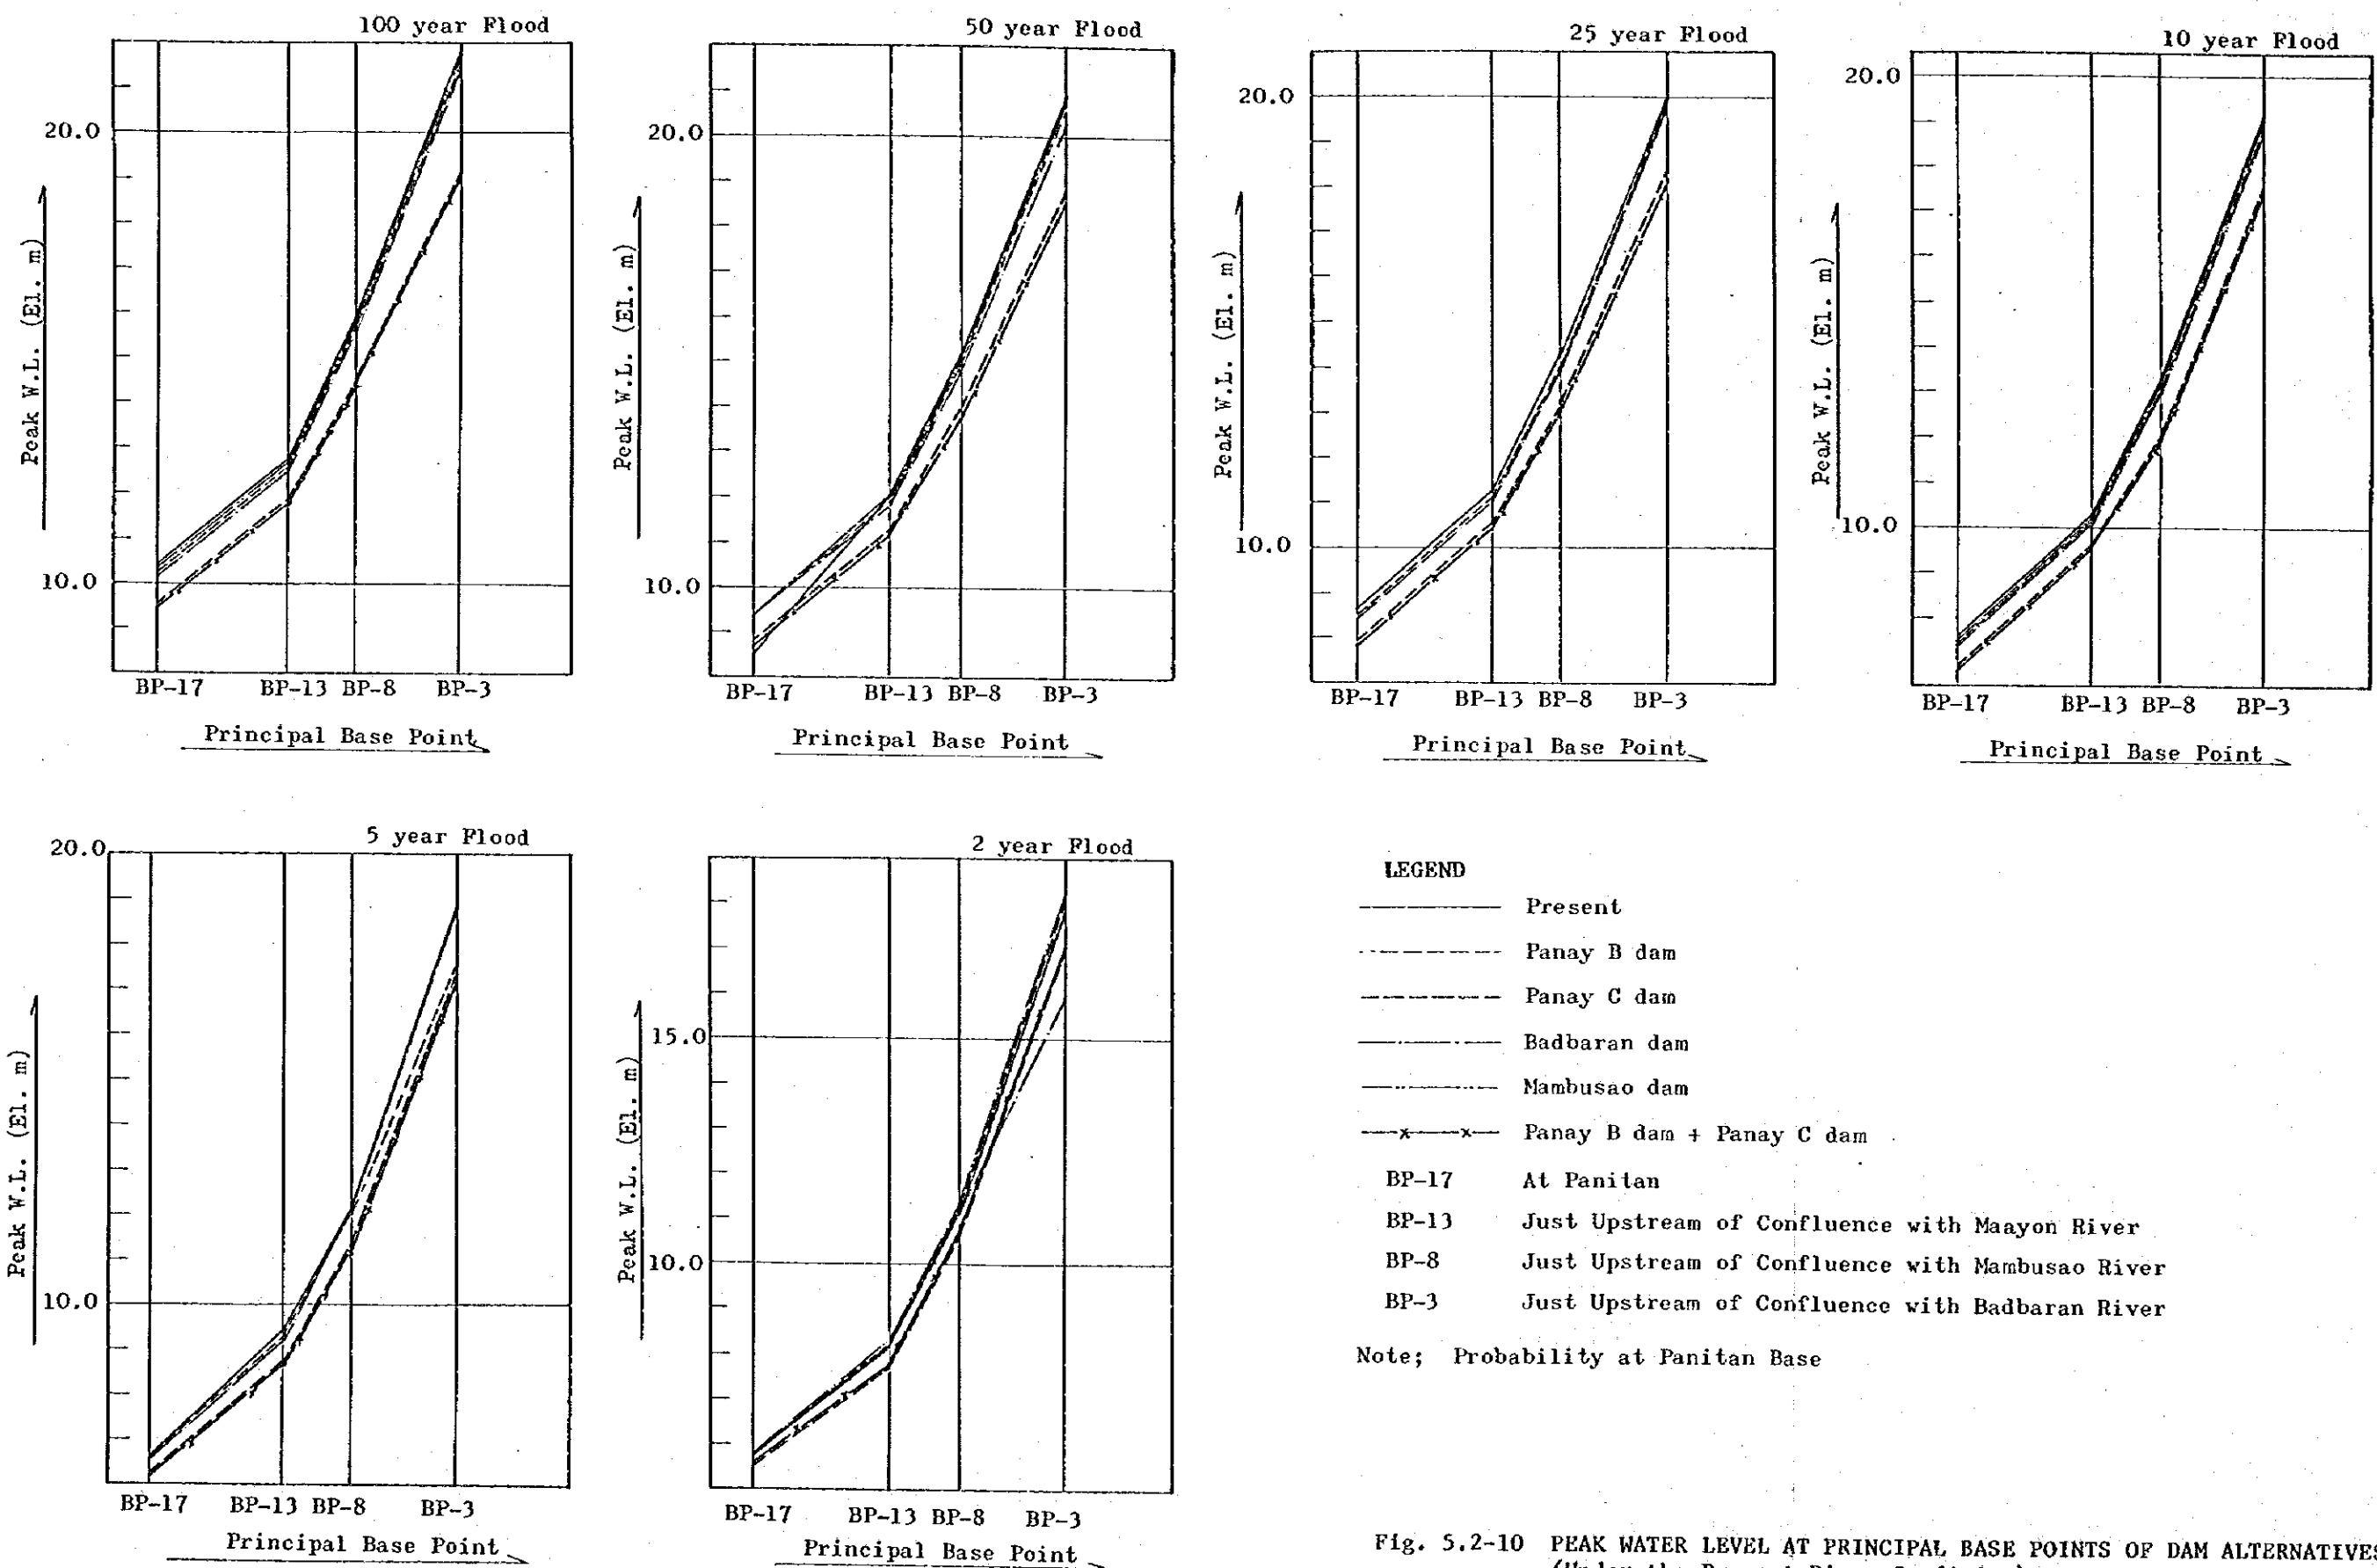 100 year Flood
20.0
10.0
Peak W.L. (El. m)
BP-17 BP-13 BP-8 BP-3
Principal Base Point
50 year Flood
20.0
10.0
Peak W.L. (El. m)
BP-17 BP-13 BP-8 BP-3
Principal Base Point
25 year Flood
20.0
10.0
Peak W.L. (El. m)
BP-17 BP-13 BP-8 BP-3
Principal Base Point
10 year Flood
20.0
10.0
Peak W.L. (El. m)
BP-17 BP-13 BP-8 BP-3
Principal Base Point
5 year Flood
20.0
10.0
Peak W.L. (El. m)
BP-17 BP-13 BP-8 BP-3
Principal Base Point
2 year Flood
15.0
10.0
Peak W.L. (El. m)
BP-17 BP-13 BP-8 BP-3
Principal Base Point
LEGEND
Present
Panay B dam
Panay C dam
Badbaran dam
Mambusao dam
Panay B dam + Panay C dam
BP-17 At Panitan
BP-13 Just Upstream of Confluence with Maayon River
BP-8 Just Upstream of Confluence with Mambusao River
BP-3 Just Upstream of Confluence with Badbaran River
Note; Probability at Panitan Base
Fig. 5.2-10 PEAK WATER LEVEL AT PRINCIPAL BASE POINTS OF DAM ALTERNATIVE